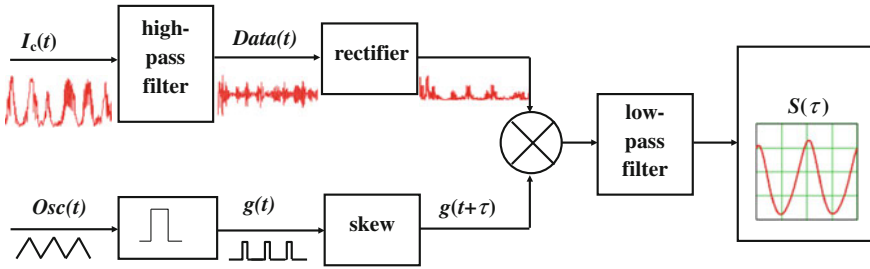 I_c(t)
high-
pass
filter
Data(t)
rectifier
low-
pass
filter
S(τ)
Osc(t)
g(t)
skew
g(t+τ)